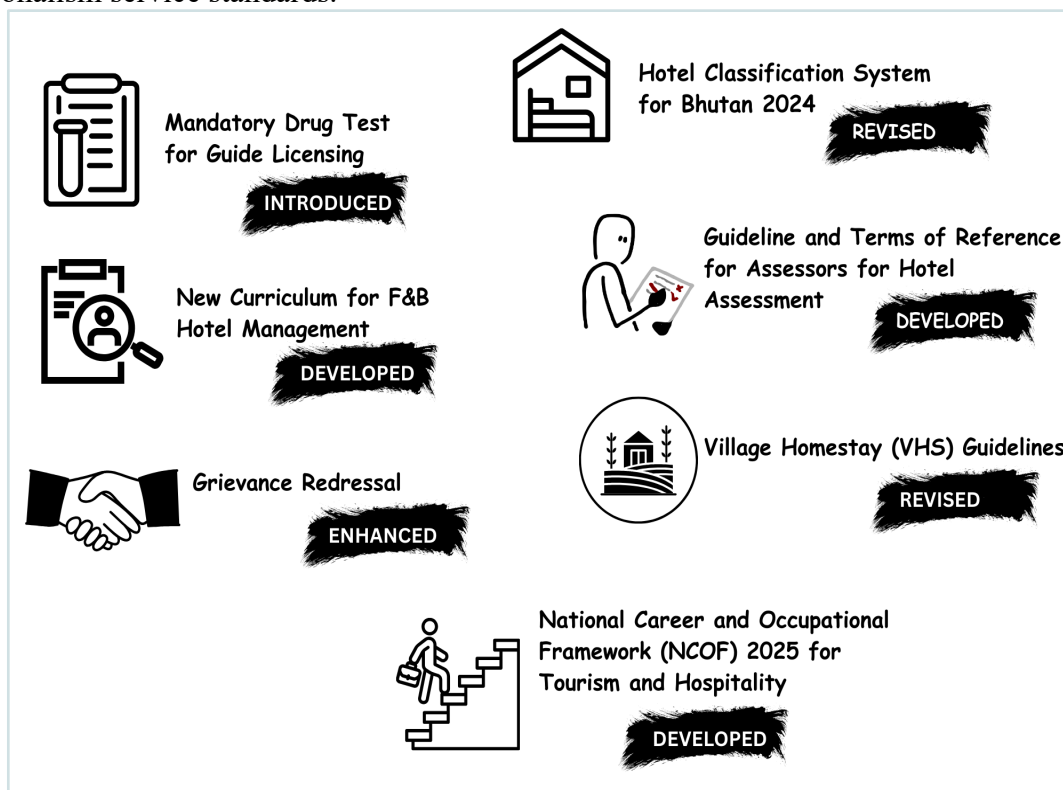 service standards.
Mandatory Drug Test
for Guide Licensing
INTRODUCED
Hotel Classification System
for Bhutan 2024
REVISED
New Curriculum for F&B
Hotel Management
DEVELOPED
Guideline and Terms of Reference
for Assessors for Hotel
Assessment
DEVELOPED
Grievance Redressal
ENHANCED
Village Homestay (VHS) Guidelines
REVISED
National Career and Occupational
Framework (NCOF) 2025 for
Tourism and Hospitality
DEVELOPED